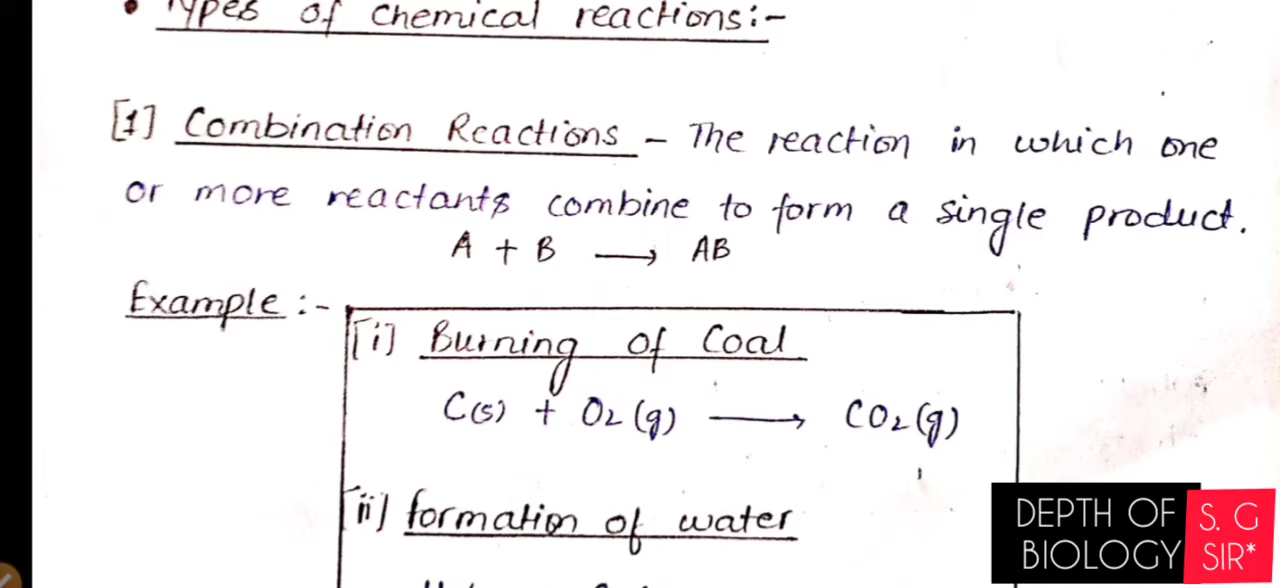 • Types of chemical reactions:-
[1] Combination Reactions - The reaction in which one
or more reactants combine to form a single product.
A + B ⟶ AB
Example :-
[i] Burning of Coal
C(s) + O₂(g) ⟶ CO₂(g)
[ii] formation of water
DEPTH OF BIOLOGY
S. G SIR*